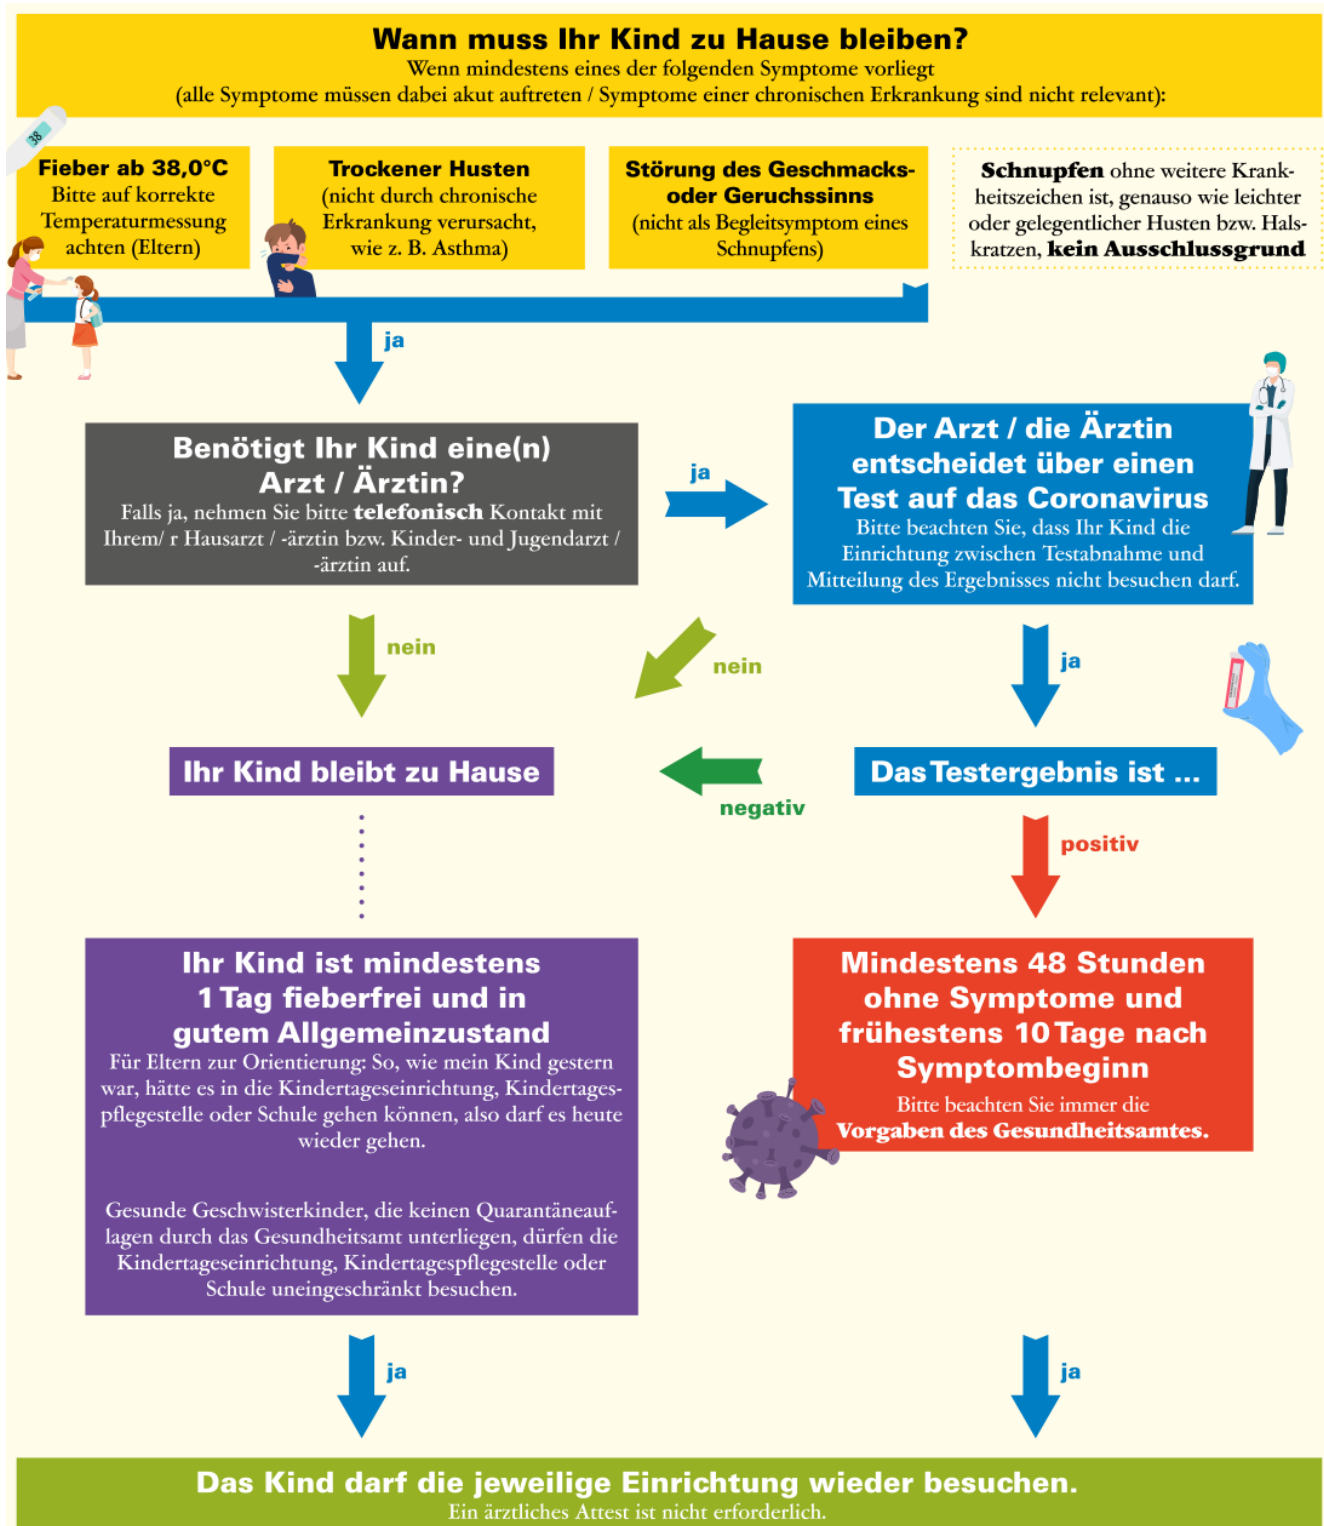 Wann muss Ihr Kind zu Hause bleiben?
Wenn mindestens eines der folgenden Symptome vorliegt
(alle Symptome müssen dabei akut auftreten / Symptome einer chronischen Erkrankung sind nicht relevant):
38
Fieber ab 38,0°C
Bitte auf korrekte
Temperaturmessung
achten (Eltern)
Trockener Husten
(nicht durch chronische
Erkrankung verursacht,
wie z. B. Asthma)
Störung des Geschmacks-
oder Geruchssinns
(nicht als Begleitsymptom eines
Schnupfens)
Schnupfen ohne weitere Krank-
heitszeichen ist, genauso wie leichter
oder gelegentlicher Husten bzw. Hals-
kratzen, kein Ausschlussgrund
ja
Benötigt Ihr Kind eine(n)
Arzt / Ärztin?
Falls ja, nehmen Sie bitte telefonisch Kontakt mit
Ihrem/ r Hausarzt / -ärztin bzw. Kinder- und Jugendarzt /
-ärztin auf.
ja
Der Arzt / die Ärztin
entscheidet über einen
Test auf das Coronavirus
Bitte beachten Sie, dass Ihr Kind die
Einrichtung zwischen Testabnahme und
Mitteilung des Ergebnisses nicht besuchen darf.
nein
nein
ja
Ihr Kind bleibt zu Hause
negativ
Das Testergebnis ist ...
positiv
Ihr Kind ist mindestens
1 Tag fieberfrei und in
gutem Allgemeinzustand
Für Eltern zur Orientierung: So, wie mein Kind gestern
war, hätte es in die Kindertageseinrichtung, Kindertages-
pflegestelle oder Schule gehen können, also darf es heute
wieder gehen.
Gesunde Geschwisterkinder, die keinen Quarantäneauf-
lagen durch das Gesundheitsamt unterliegen, dürfen die
Kindertageseinrichtung, Kindertagespflegestelle oder
Schule uneingeschränkt besuchen.
Mindestens 48 Stunden
ohne Symptome und
frühestens 10 Tage nach
Symptombeginn
Bitte beachten Sie immer die
Vorgaben des Gesundheitsamtes.
ja
ja
Das Kind darf die jeweilige Einrichtung wieder besuchen.
Ein ärztliches Attest ist nicht erforderlich.